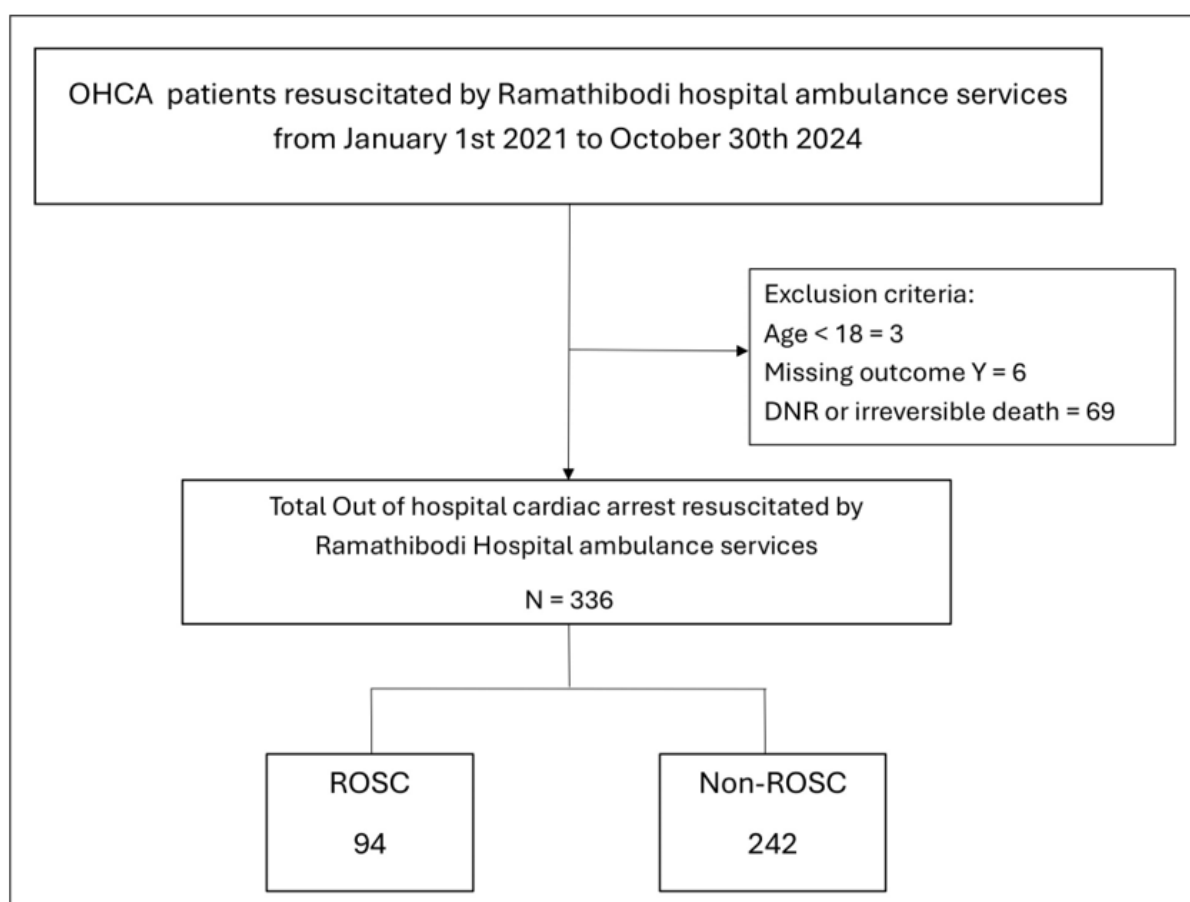 OHCA patients resuscitated by Ramathibodi hospital ambulance services
from January 1st 2021 to October 30th 2024
Exclusion criteria:
Age < 18 = 3
Missing outcome Y = 6
DNR or irreversible death = 69
Total Out of hospital cardiac arrest resuscitated by
Ramathibodi Hospital ambulance services
N = 336
ROSC
94
Non-ROSC
242